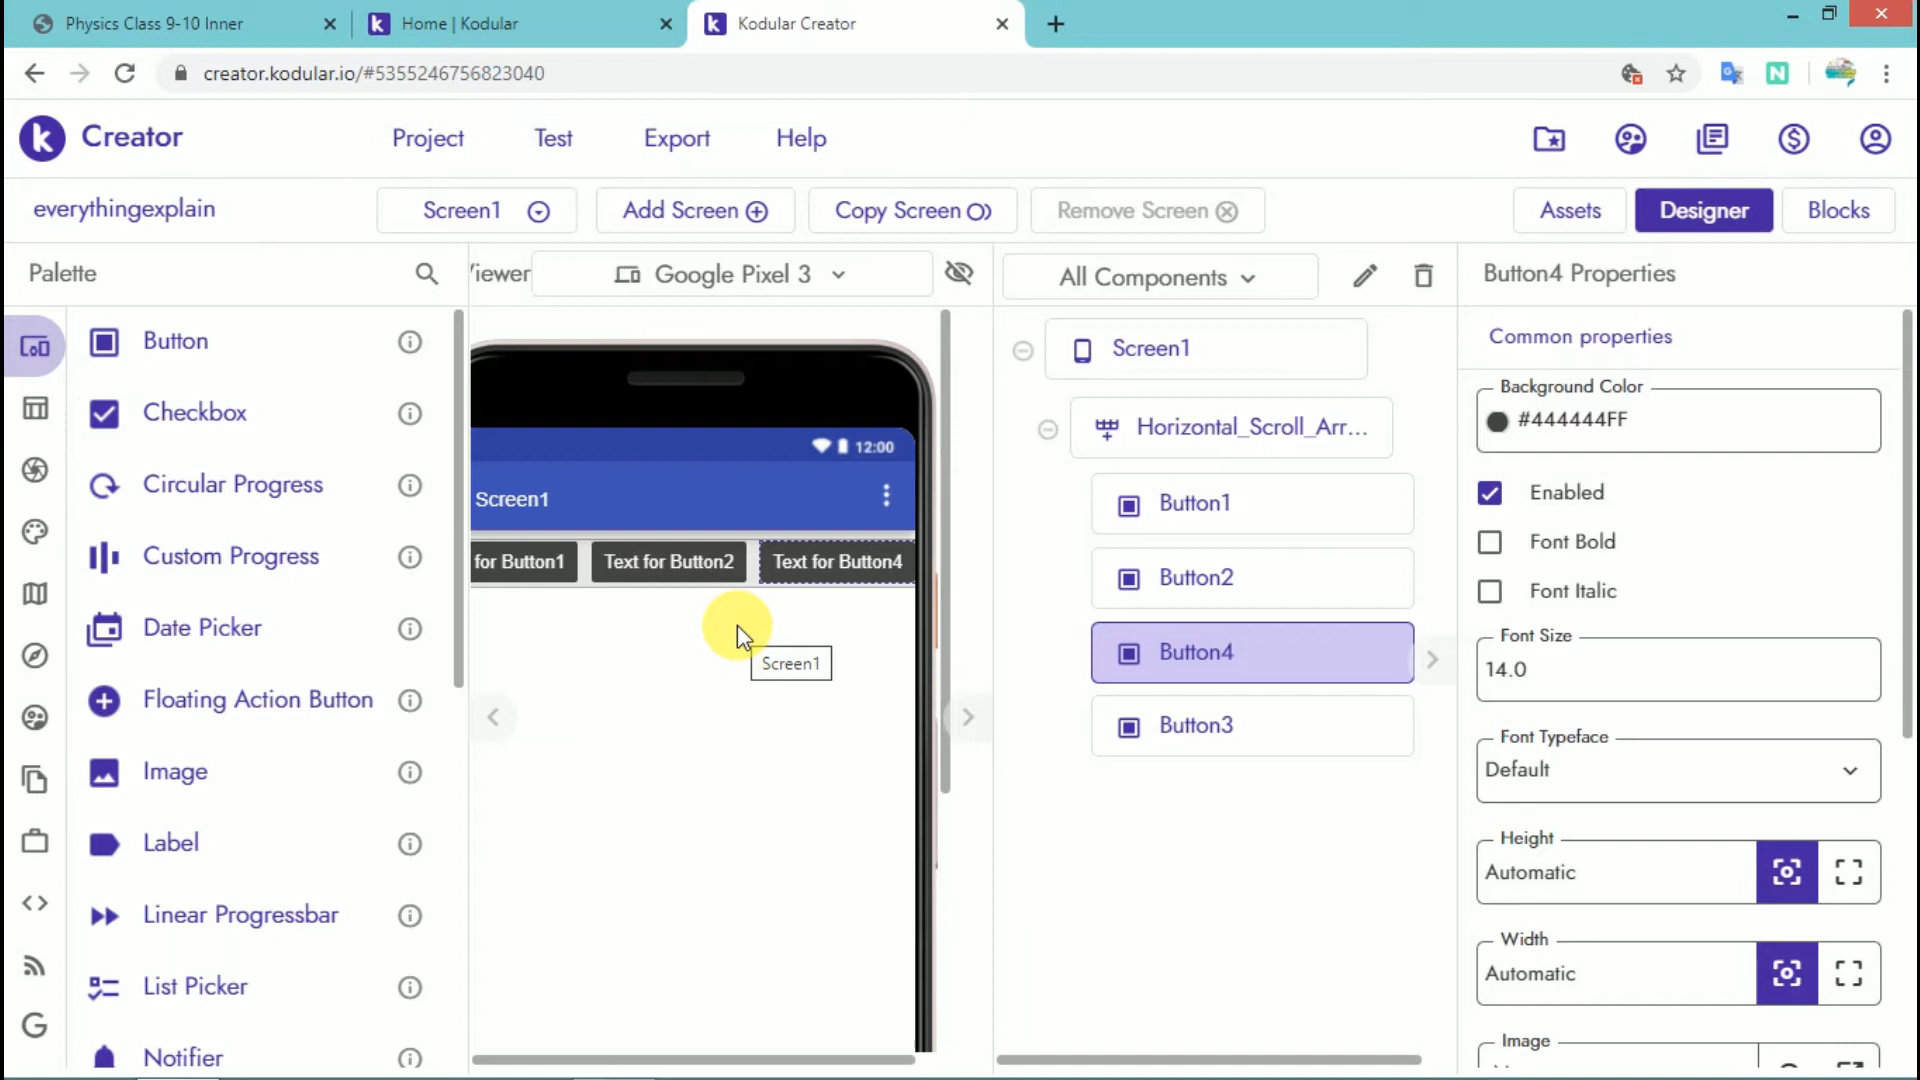 Physics Class 9-10 Inner
Home | Kodular
Kodular Creator
creator.kodular.io/#5355246756823040
Creator
Project
Test
Export
Help
everythingexplain
Screen1
Add Screen
Copy Screen
Remove Screen
Assets
Designer
Blocks
Palette
Viewer
Google Pixel 3
All Components
Button4 Properties
Button
Checkbox
Circular Progress
Custom Progress
Date Picker
Floating Action Button
Image
Label
Linear Progressbar
List Picker
Notifier
12:00
Screen1
for Button1
Text for Button2
Text for Button4
Screen1
Screen1
Horizontal_Scroll_Arr...
Button1
Button2
Button4
Button3
Common properties
Background Color
#444444FF
Enabled
Font Bold
Font Italic
Font Size
14.0
Font Typeface
Default
Height
Automatic
Width
Automatic
Image